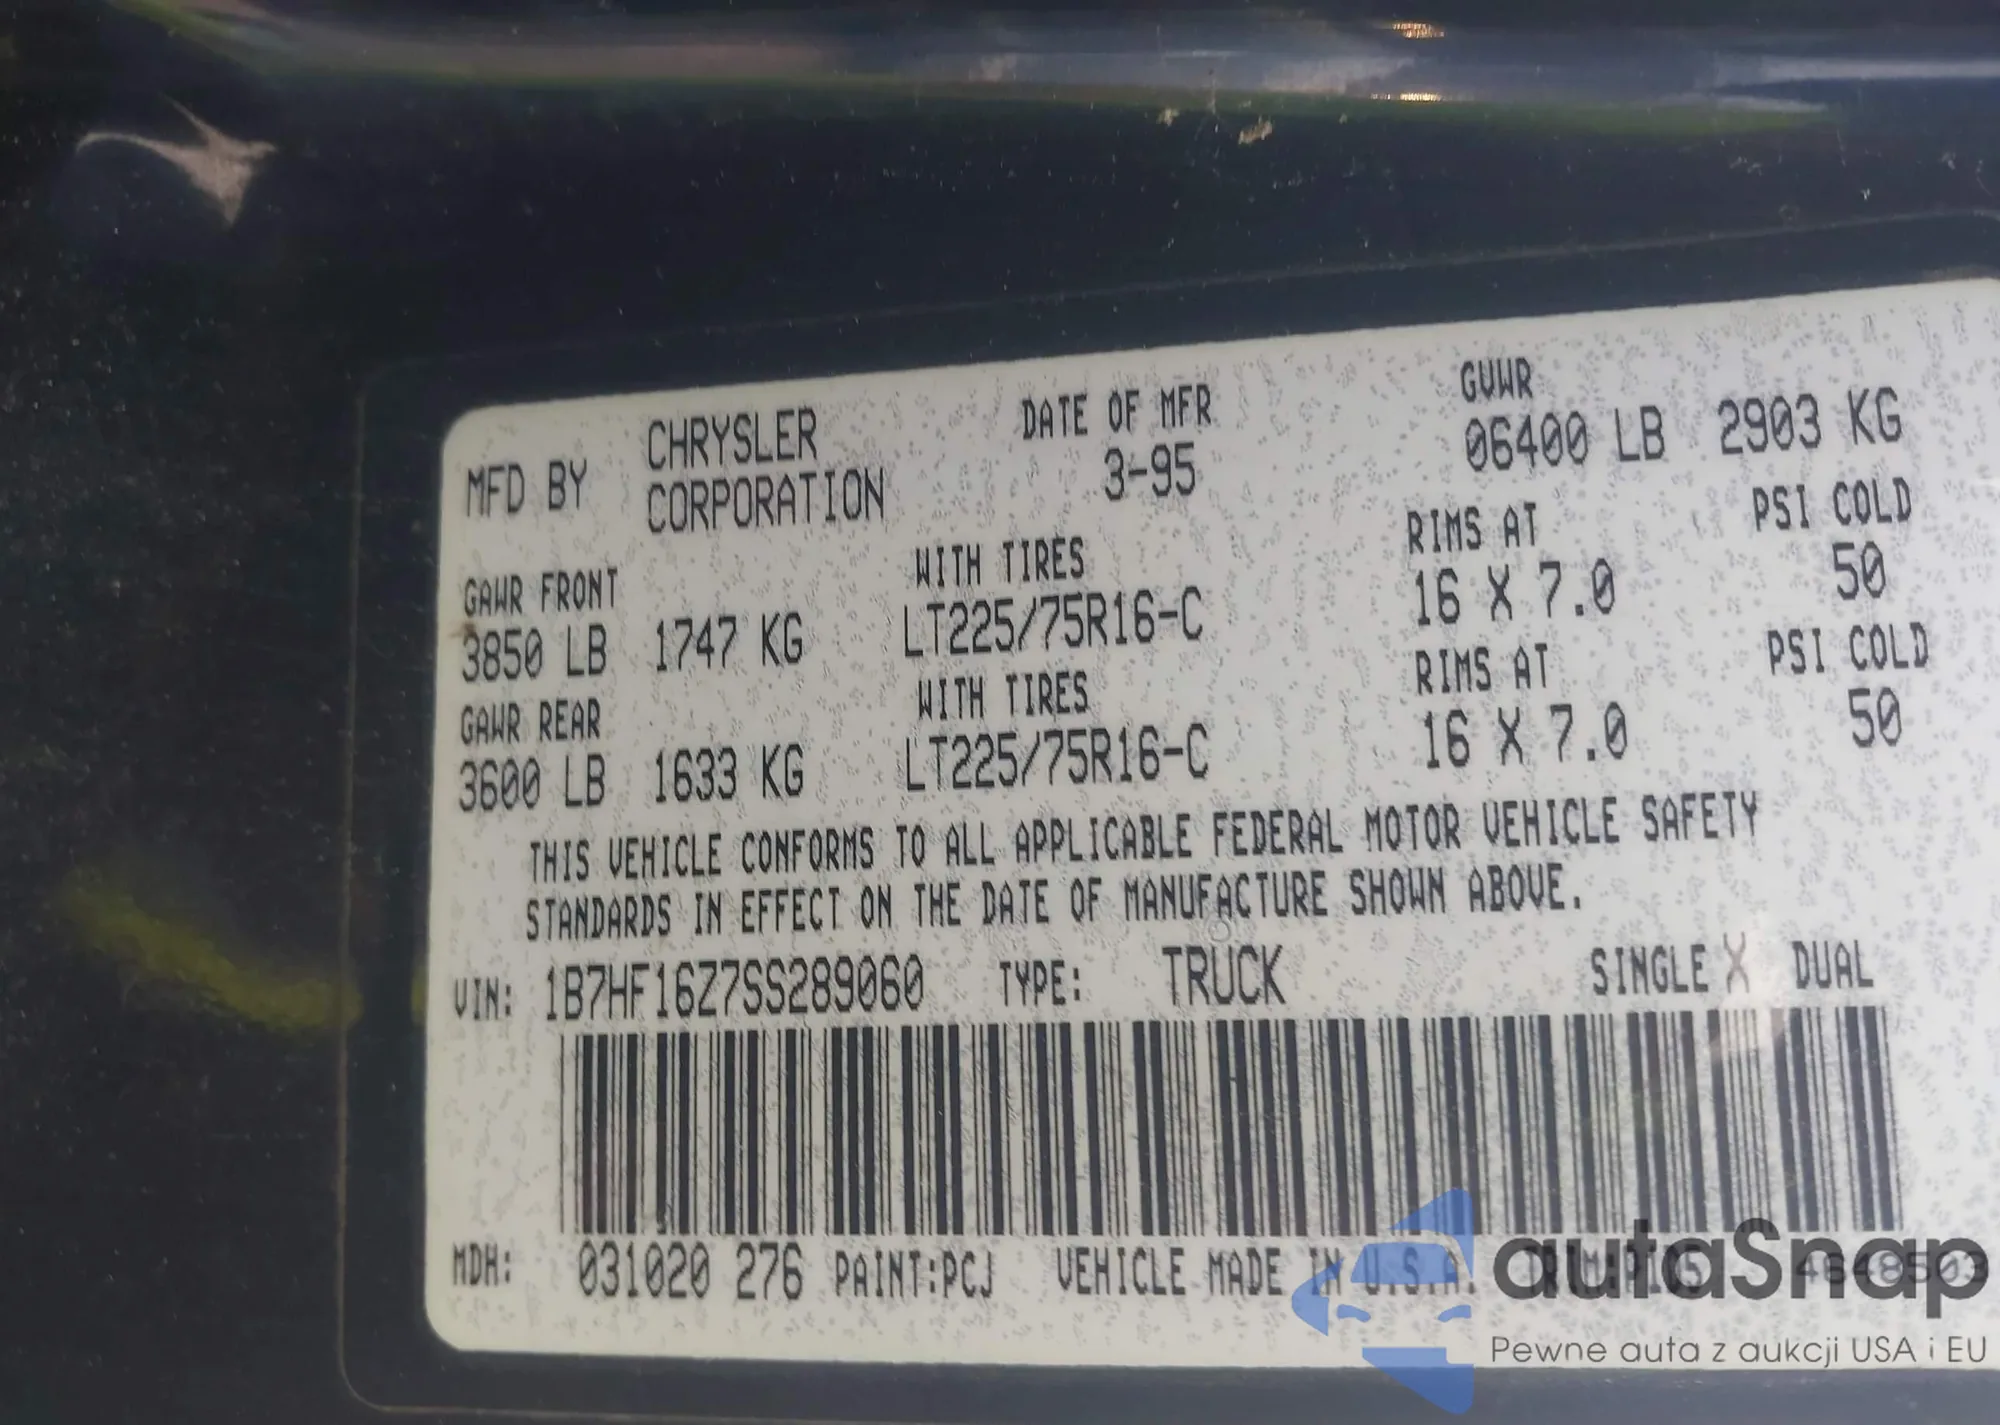 MFD BY CHRYSLER CORPORATION DATE OF MFR 3-95 GVWR 06400 LB 2903 KG
GAWR FRONT WITH TIRES RIMS AT PSI COLD
3850 LB 1747 KG LT225/75R16-C 16 X 7.0 50
GAWR REAR WITH TIRES RIMS AT PSI COLD
3600 LB 1633 KG LT225/75R16-C 16 X 7.0 50
THIS VEHICLE CONFORMS TO ALL APPLICABLE FEDERAL MOTOR VEHICLE SAFETY
STANDARDS IN EFFECT ON THE DATE OF MANUFACTURE SHOWN ABOVE.
VIN: 1B7HF16Z7SS289060 TYPE: TRUCK SINGLE X DUAL
MDH: 031020 276 PAINT:PCJ VEHICLE MADE IN U.S.A. 4648503
autaSnap
Pewne auta z aukcji USA i EU